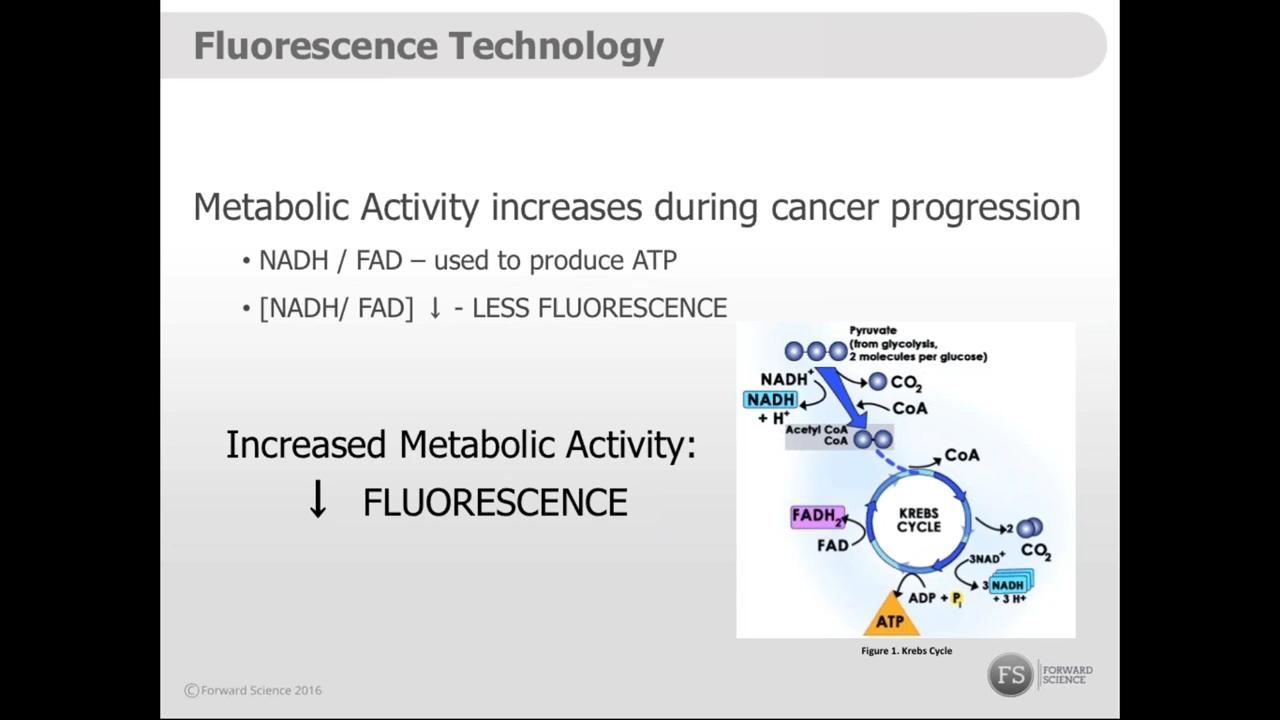 Fluorescence Technology
Metabolic Activity increases during cancer progression
• NADH / FAD – used to produce ATP
• [NADH/ FAD] ↓ - LESS FLUORESCENCE
Increased Metabolic Activity:
↓ FLUORESCENCE
Pyruvate
(from glycolysis,
2 molecules per glucose)
NADH⁺
CO₂
NADH
+ H⁺
CoA
Acetyl CoA
CoA
CoA
KREBS
CYCLE
FADH₂
FAD
2
CO₂
3NAD⁺
3 NADH
+ 3 H+
ADP + Pᵢ
ATP
Figure 1. Krebs Cycle
© Forward Science 2016
FS
FORWARD
SCIENCE